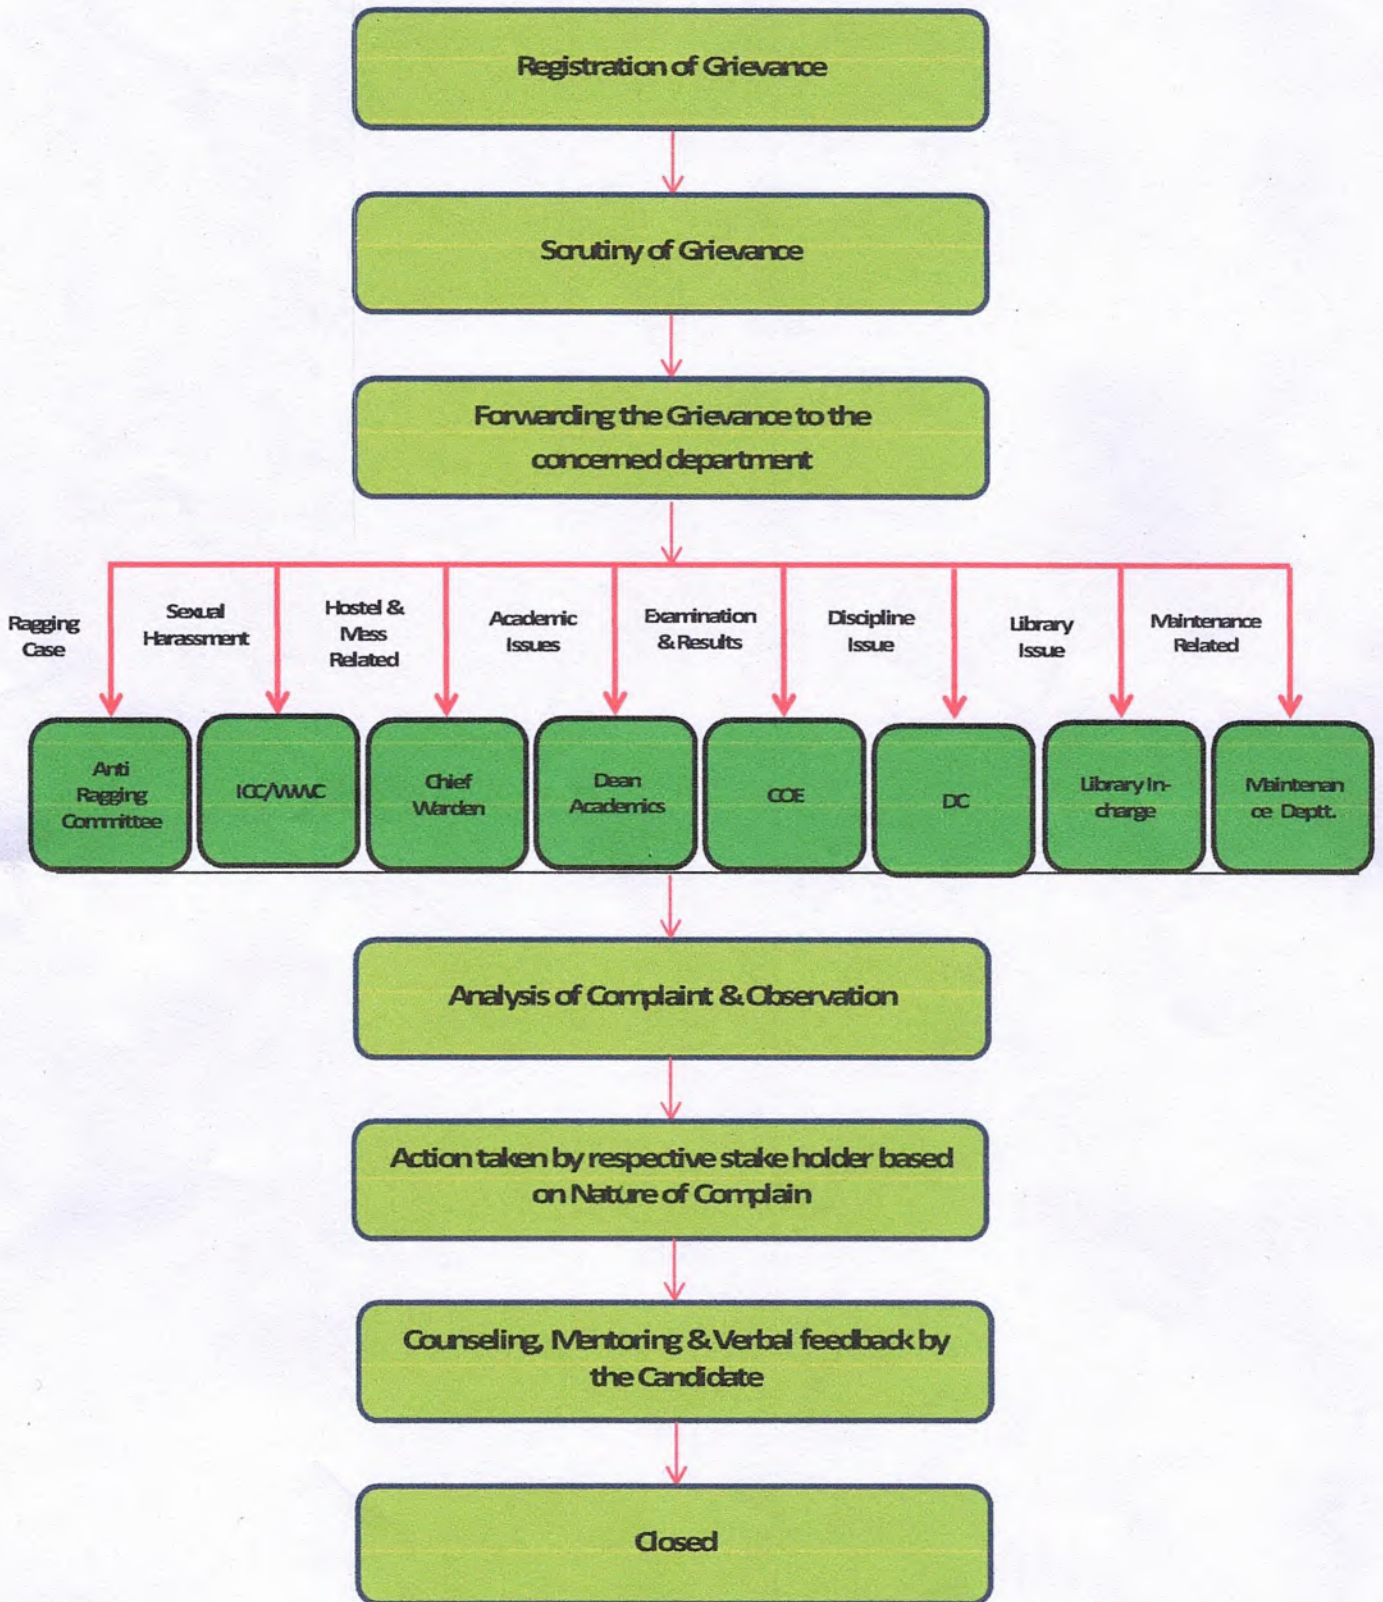 Registration of Grievance
Scrutiny of Grievance
Forwarding the Grievance to the
concerned department
Ragging
Case
Sexual
Harassment
Hostel &
Mess
Related
Academic
Issues
Examination
& Results
Discipline
Issue
Library
Issue
Maintenance
Related
Anti
Ragging
Committee
ICC/WWC
Chief
Warden
Dean
Academics
COE
DC
Library In-
charge
Maintenan
ce Deptt.
Analysis of Complaint & Observation
Action taken by respective stake holder based
on Nature of Complain
Counseling, Mentoring & Verbal feedback by
the Candidate
Closed